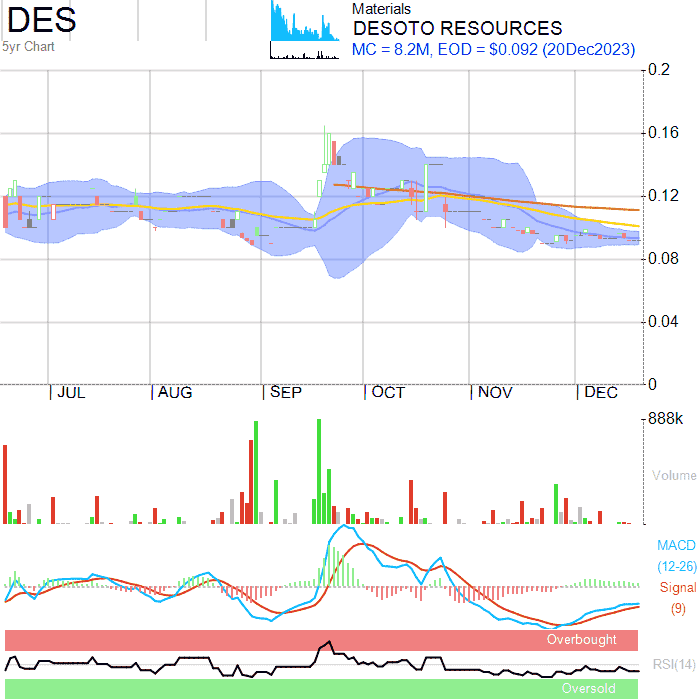 DES
5yr Chart
Materials
DESOTO RESOURCES
MC = 8.2M, EOD = $0.092 (20Dec2023)
0.2
0.16
0.12
0.08
0.04
0
JUL AUG SEP OCT NOV DEC
888k
Volume
MACD
(12-26)
Signal
(9)
Overbought
RSI(14)
Oversold